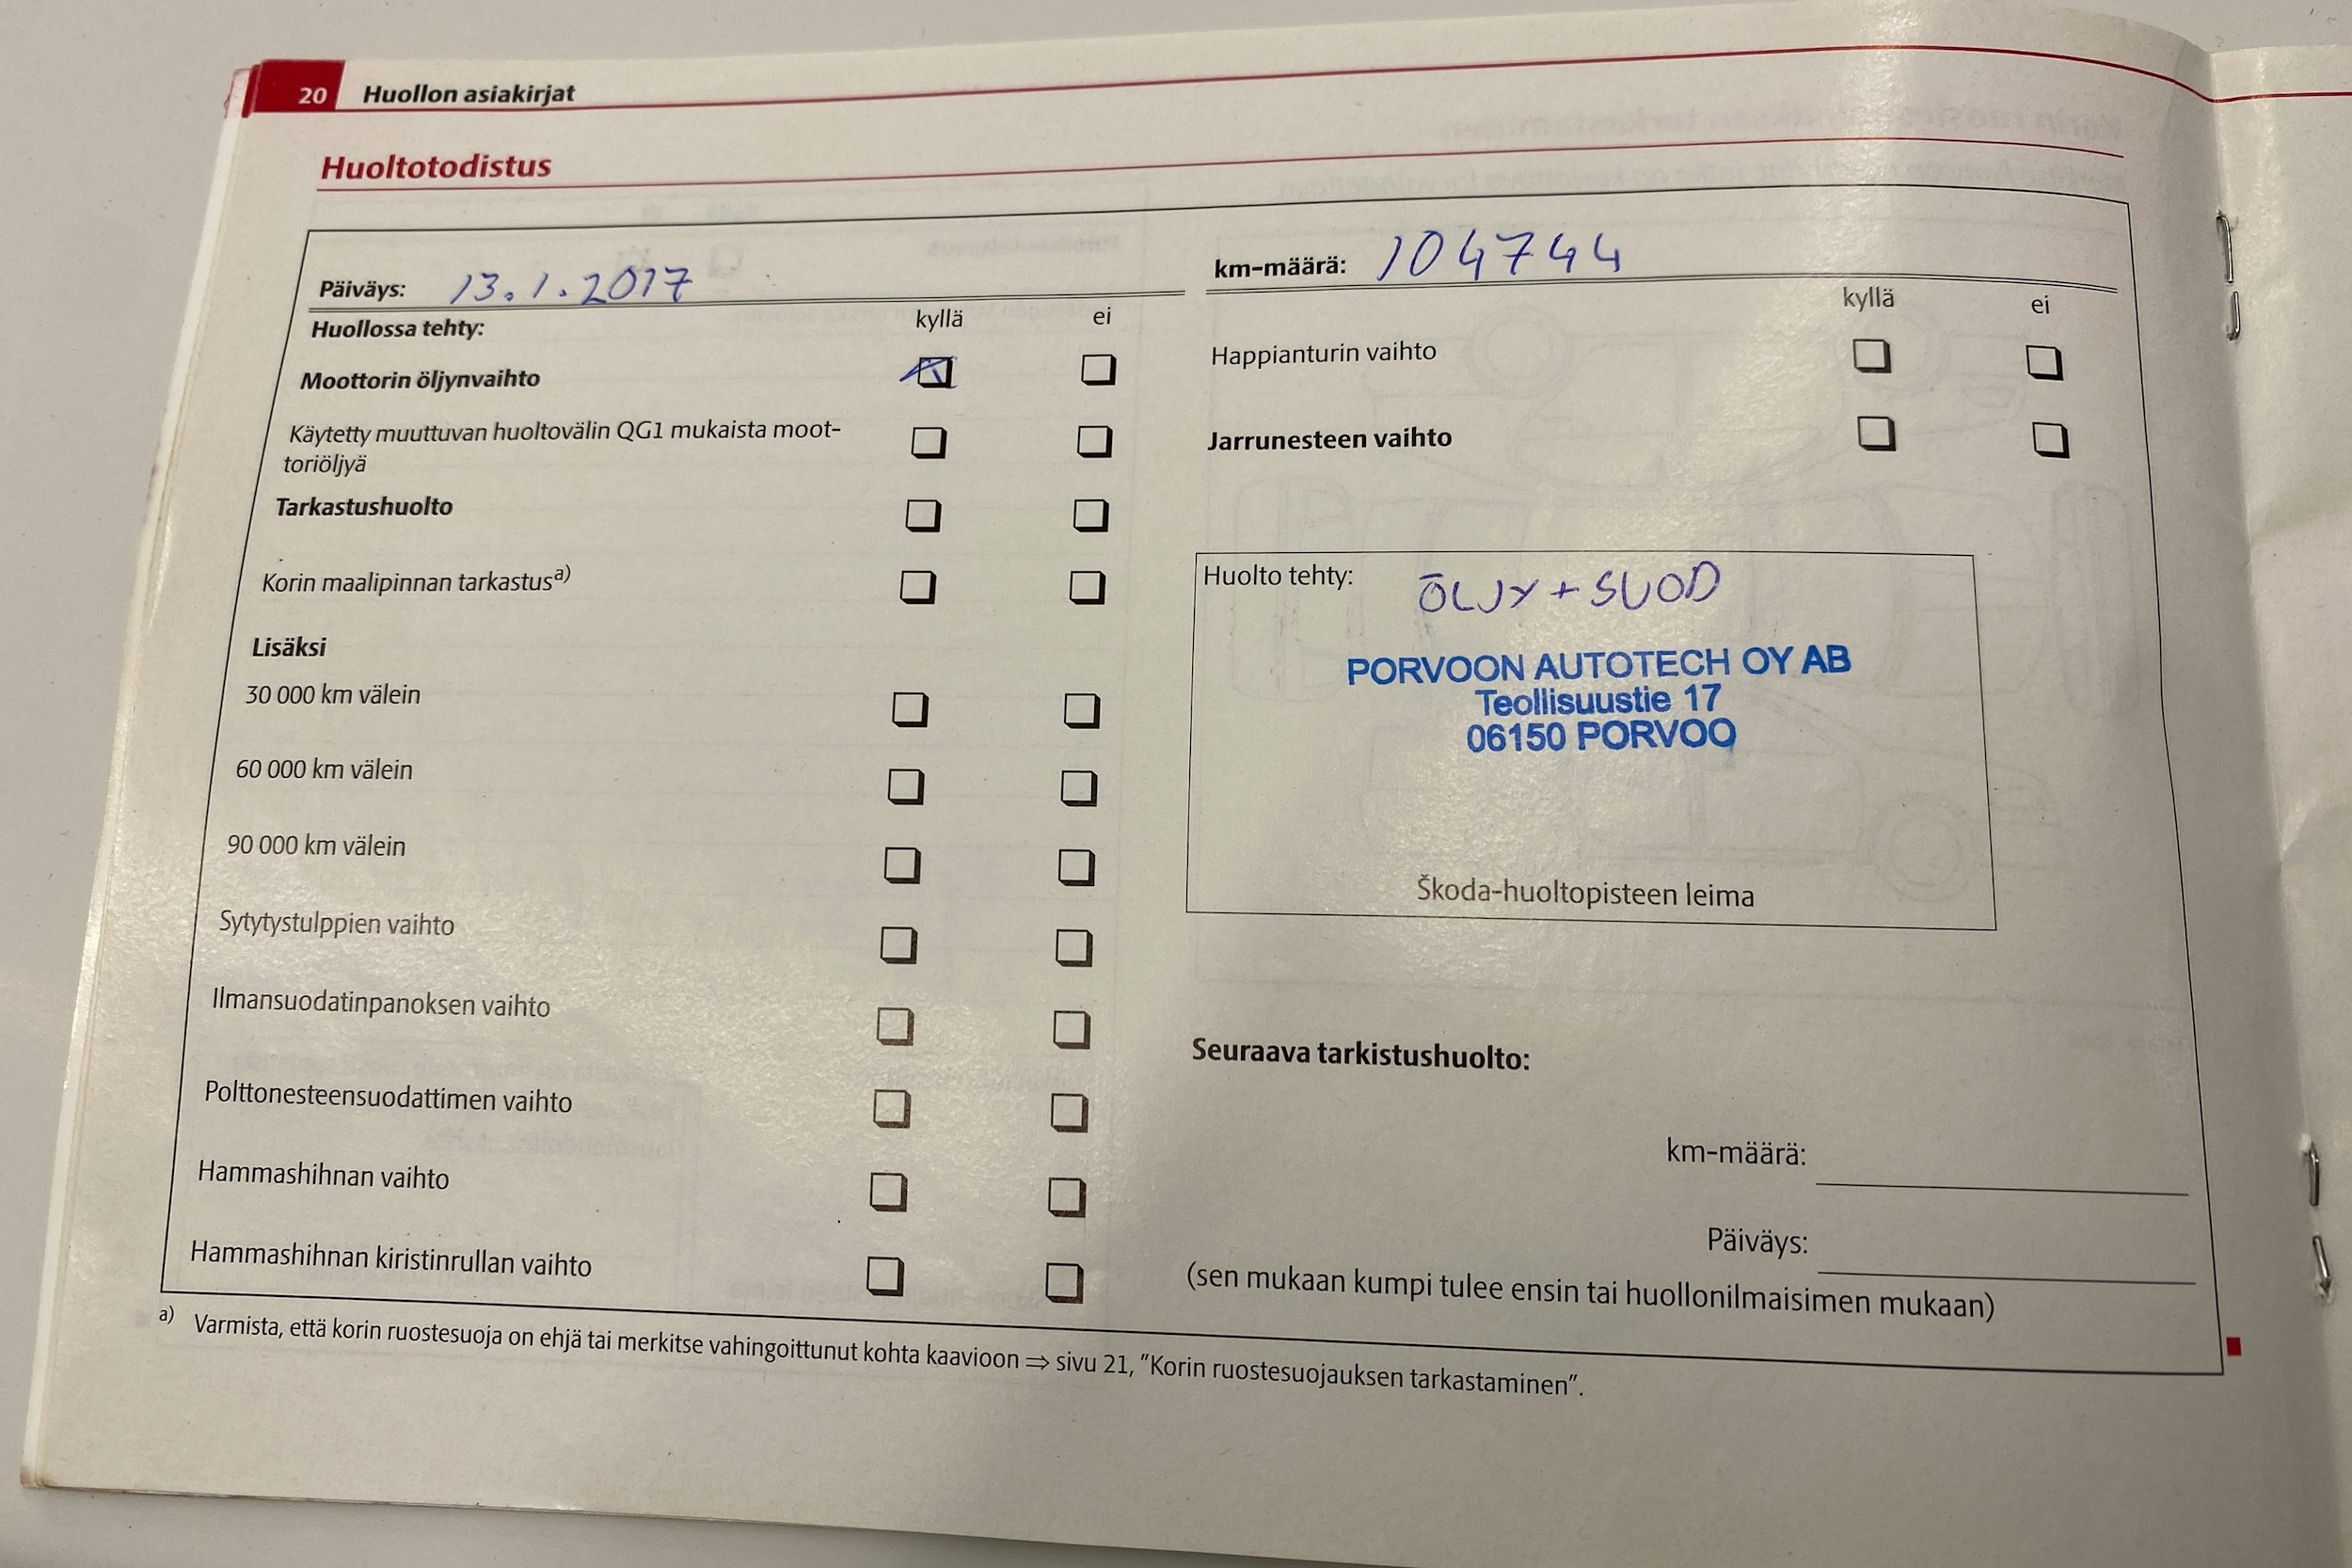 20 Huollon asiakirjat
Huoltotodistus
Päiväys: 13.1.2017
Huollossa tehty: kyllä ei
Moottorin öljynvaihto
Käytetty muuttuvan huoltovälin QG1 mukaista moot-
toriöljyä
Tarkastushuolto
Korin maalipinnan tarkastus a)
Lisäksi
30 000 km välein
60 000 km välein
90 000 km välein
Sytytystulppien vaihto
Ilmansuodatinpanoksen vaihto
Polttonesteensuodattimen vaihto
Hammashihnan vaihto
Hammashihnan kiristinrullan vaihto
km-määrä: 104744
kyllä ei
Happianturin vaihto
Jarrunesteen vaihto
Huolto tehty: ÖLJY + SUOD
PORVOON AUTOTECH OY AB
Teollisuustie 17
06150 PORVOO
Škoda-huoltopisteen leima
Seuraava tarkistushuolto:
km-määrä:
Päiväys:
(sen mukaan kumpi tulee ensin tai huollonilmaisimen mukaan)
a) Varmista, että korin ruostesuoja on ehjä tai merkitse vahingoittunut kohta kaavioon ⇒ sivu 21, "Korin ruostesuojauksen tarkastaminen".